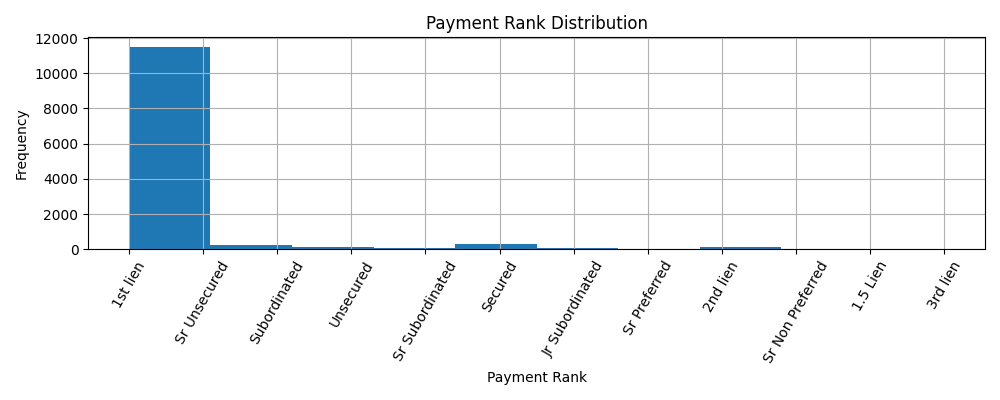 Payment Rank Distribution
12000
10000
8000
6000
4000
2000
0
Frequency
1st lien
Sr Unsecured
Subordinated
Unsecured
Sr Subordinated
Secured
Jr Subordinated
Sr Preferred
2nd lien
Sr Non Preferred
1.5 Lien
3rd lien
Payment Rank